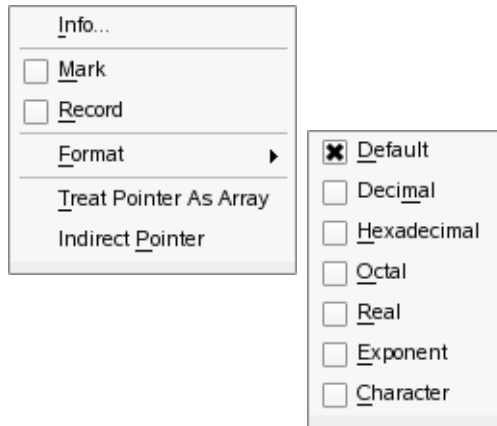 Info...
Mark
Record
Format
Treat Pointer As Array
Indirect Pointer
Default
Decimal
Hexadecimal
Octal
Real
Exponent
Character